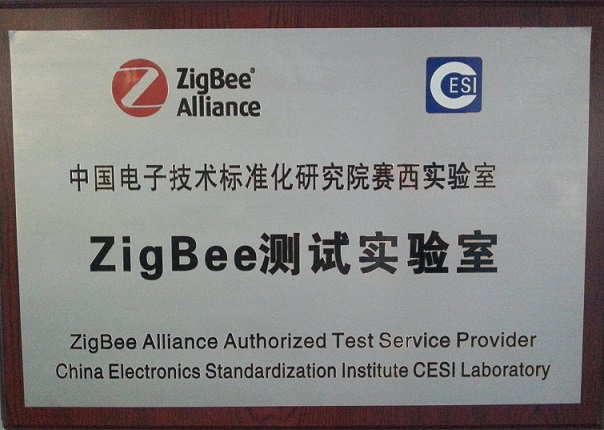 ZigBee®
Alliance
CESI
中国电子技术标准化研究院赛西实验室
ZigBee测试实验室
ZigBee Alliance Authorized Test Service Provider
China Electronics Standardization Institute CESI Laboratory